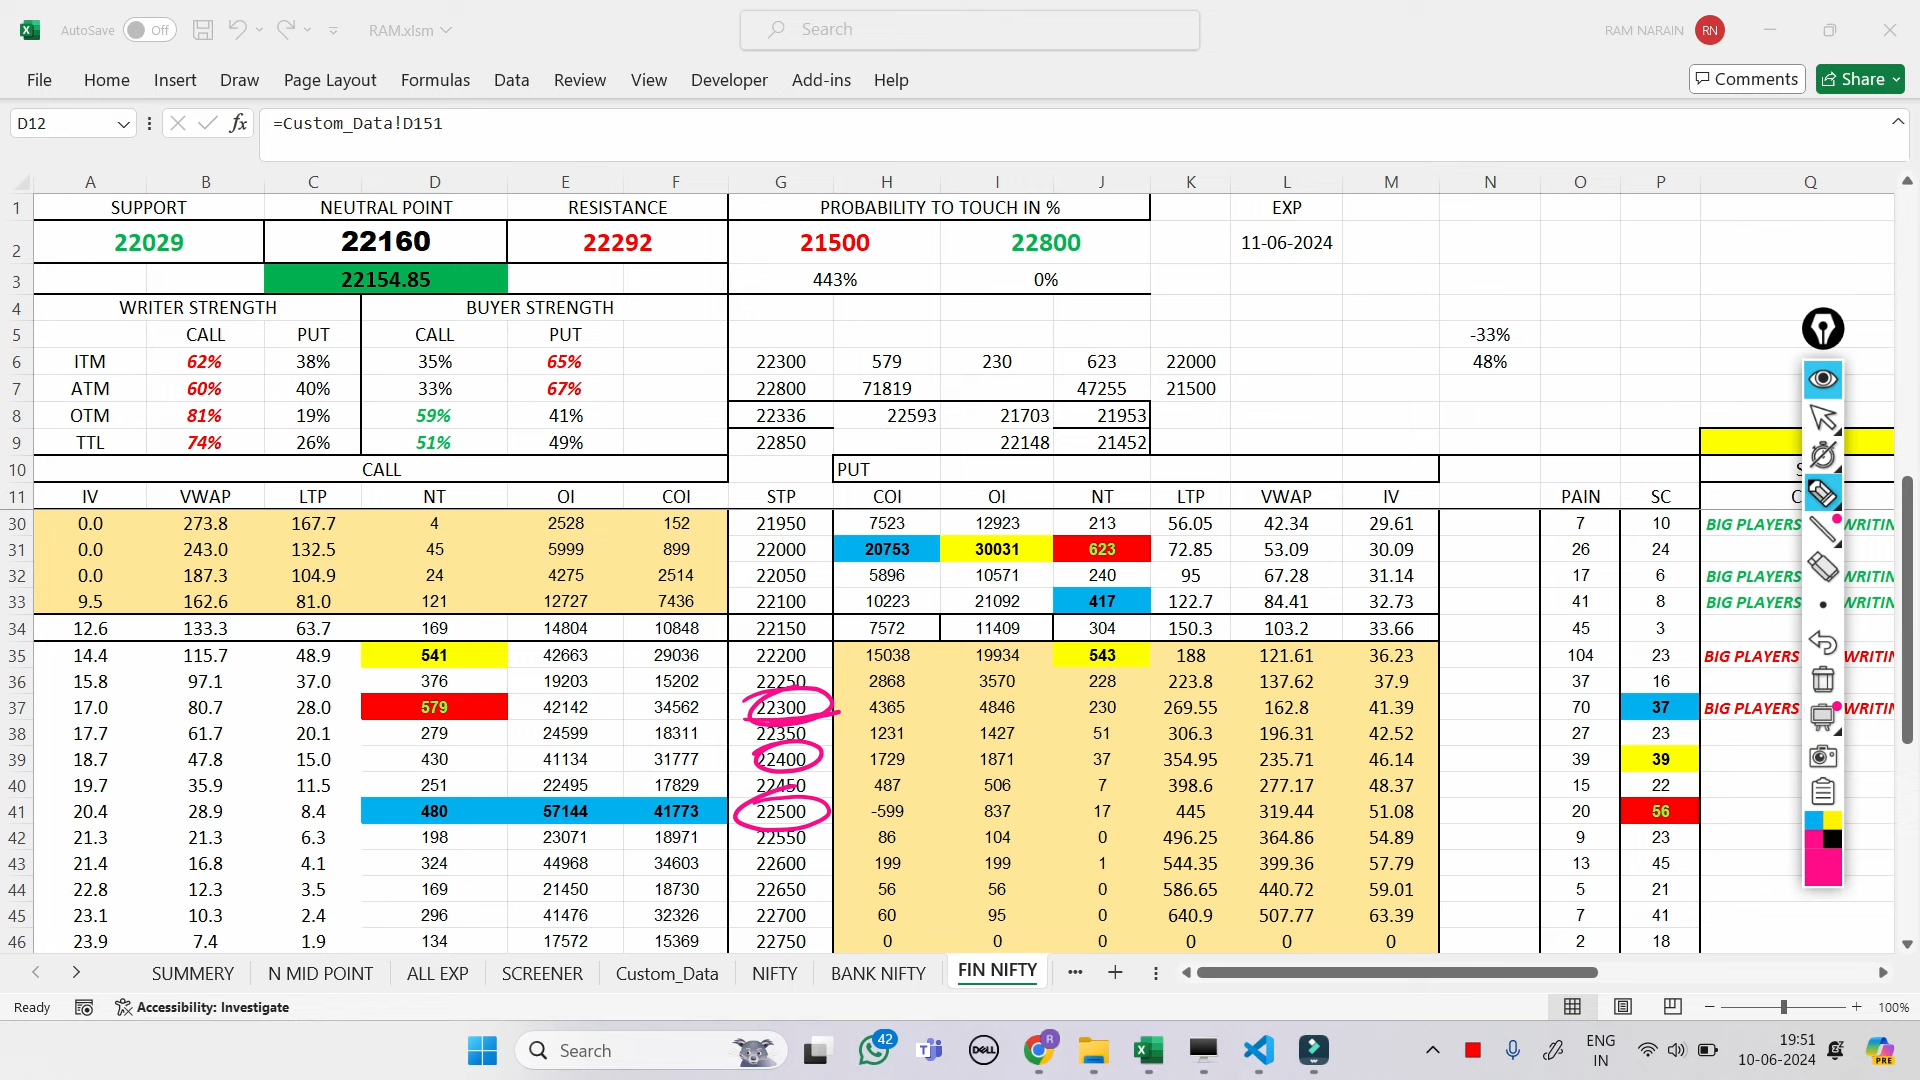 AutoSave Off RAM.xlsm Search RAM NARAIN RN
File Home Insert Draw Page Layout Formulas Data Review View Developer Add-ins Help Comments Share
D12 fx =Custom_Data!D151
A B C D E F G H I J K L M N O P Q
1 SUPPORT NEUTRAL POINT RESISTANCE PROBABILITY TO TOUCH IN % EXP
2 22029 22160 22292 21500 22800 11-06-2024
3 22154.85 443% 0%
4 WRITER STRENGTH BUYER STRENGTH
5 CALL PUT CALL PUT -33%
6 ITM 62% 38% 35% 65% 22300 579 230 623 22000 48%
7 ATM 60% 40% 33% 67% 22800 71819 47255 21500
8 OTM 81% 19% 59% 41% 22336 22593 21703 21953
9 TTL 74% 26% 51% 49% 22850 22148 21452
10 CALL PUT
11 IV VWAP LTP NT OI COI STP COI OI NT LTP VWAP IV PAIN SC
30 0.0 273.8 167.7 4 2528 152 21950 7523 12923 213 56.05 42.34 29.61 7 10 BIG PLAYERS WRITIN
31 0.0 243.0 132.5 45 5999 899 22000 20753 30031 623 72.85 53.09 30.09 26 24
32 0.0 187.3 104.9 24 4275 2514 22050 5896 10571 240 95 67.28 31.14 17 6 BIG PLAYERS WRITIN
33 9.5 162.6 81.0 121 12727 7436 22100 10223 21092 417 122.7 84.41 32.73 41 8 BIG PLAYERS WRITIN
34 12.6 133.3 63.7 169 14804 10848 22150 7572 11409 304 150.3 103.2 33.66 45 3
35 14.4 115.7 48.9 541 42663 29036 22200 15038 19934 543 188 121.61 36.23 104 23 BIG PLAYERS WRITIN
36 15.8 97.1 37.0 376 19203 15202 22250 2868 3570 228 223.8 137.62 37.9 37 16
37 17.0 80.7 28.0 579 42142 34562 22300 4365 4846 230 269.55 162.8 41.39 70 37 BIG PLAYERS WRITIN
38 17.7 61.7 20.1 279 24599 18311 22350 1231 1427 51 306.3 196.31 42.52 27 23
39 18.7 47.8 15.0 430 41134 31777 22400 1729 1871 37 354.95 235.71 46.14 39 39
40 19.7 35.9 11.5 251 22495 17829 22450 487 506 7 398.6 277.17 48.37 15 22
41 20.4 28.9 8.4 480 57144 41773 22500 -599 837 17 445 319.44 51.08 20 56
42 21.3 21.3 6.3 198 23071 18971 22550 86 104 0 496.25 364.86 54.89 9 23
43 21.4 16.8 4.1 324 44968 34603 22600 199 199 1 544.35 399.36 57.79 13 45
44 22.8 12.3 3.5 169 21450 18730 22650 56 56 0 586.65 440.72 59.01 5 21
45 23.1 10.3 2.4 296 41476 32326 22700 60 95 0 640.9 507.77 63.39 7 41
46 23.9 7.4 1.9 134 17572 15369 22750 0 0 0 0 0 0 2 18
SUMMERY N MID POINT ALL EXP SCREENER Custom_Data NIFTY BANK NIFTY FIN NIFTY
Ready Accessibility: Investigate 100%
Search 42 DELL R ENG IN 19:51 10-06-2024 PRE